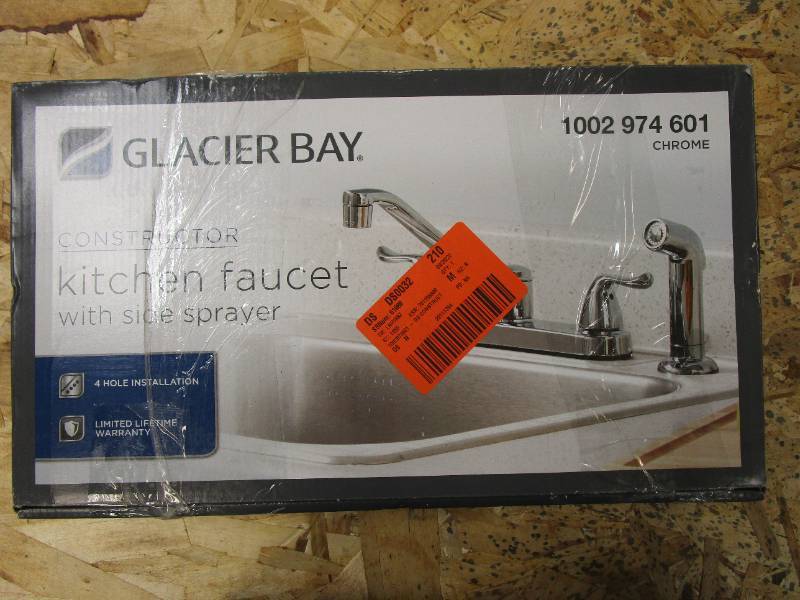 GLACIER BAY®
1002 974 601
CHROME
CONSTRUCTOR
kitchen faucet
with side sprayer
4 HOLE INSTALLATION
LIMITED LIFETIME
WARRANTY
DS DS0032 210